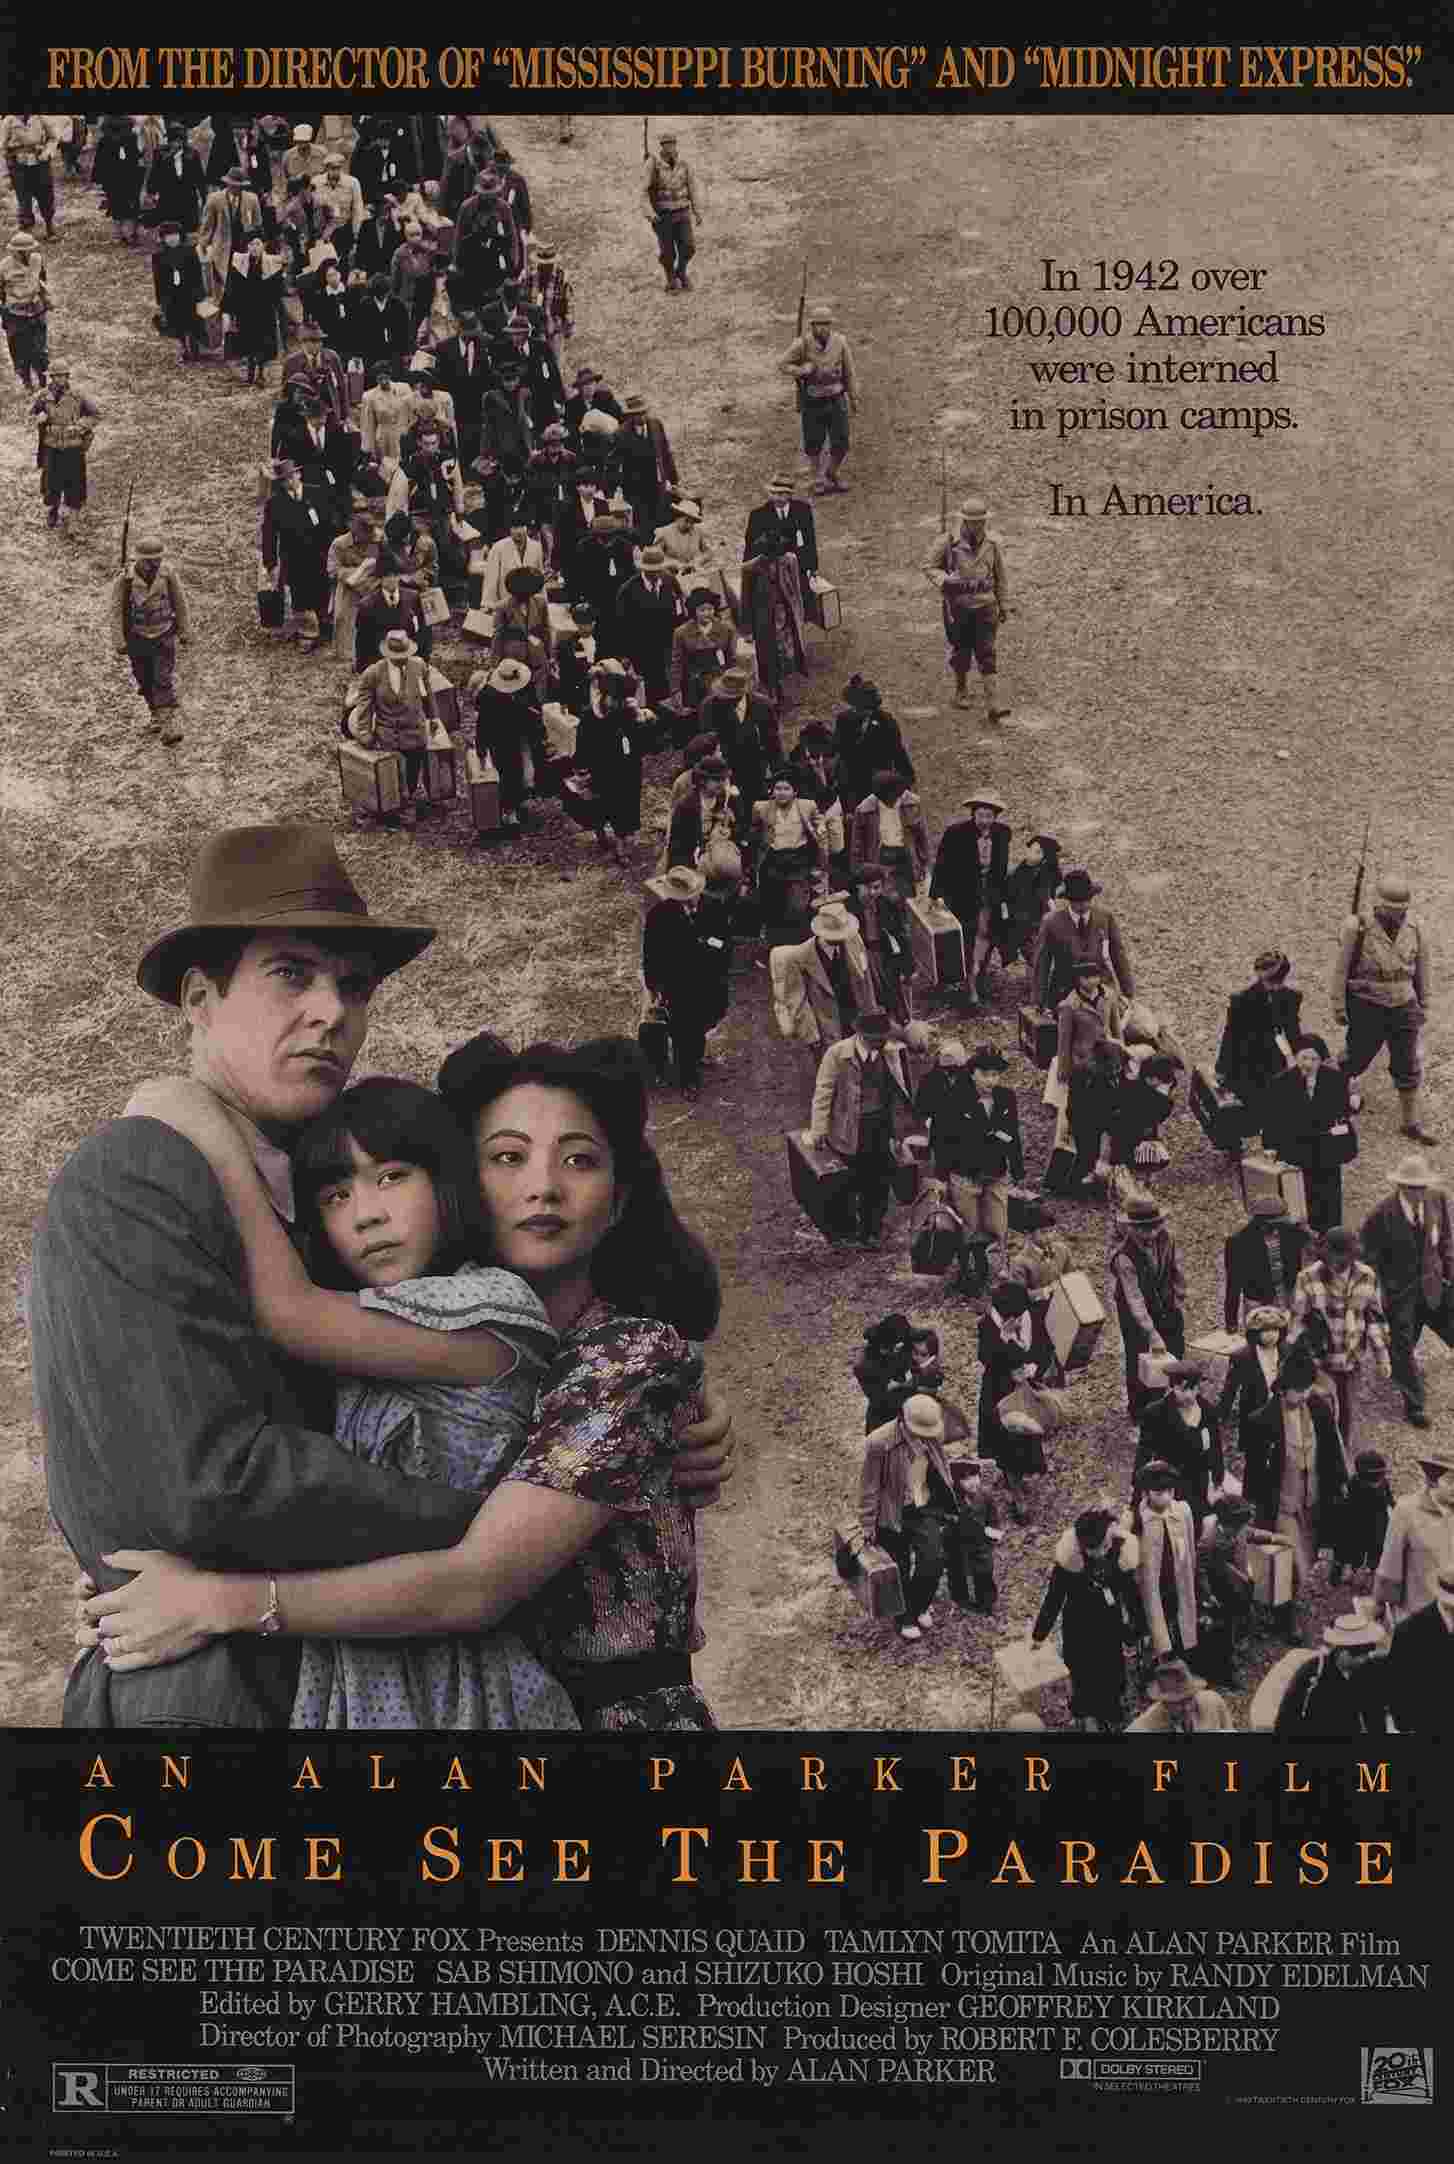 FROM THE DIRECTOR OF “MISSISSIPPI BURNING” AND “MIDNIGHT EXPRESS.”
In 1942 over
100,000 Americans
were interned
in prison camps.
In America.
AN ALAN PARKER FILM
COME SEE THE PARADISE
TWENTIETH CENTURY FOX Presents DENNIS QUAID TAMLYN TOMITA An ALAN PARKER Film
COME SEE THE PARADISE SAB SHIMONO and SHIZUKO HOSHI Original Music by RANDY EDELMAN
Edited by GERRY HAMBLING, A.C.E. Production Designer GEOFFREY KIRKLAND
Director of Photography MICHAEL SERESIN Produced by ROBERT F. COLESBERRY
Written and Directed by ALAN PARKER
R RESTRICTED
UNDER 17 REQUIRES ACCOMPANYING
PARENT OR ADULT GUARDIAN
DOLBY STEREO
IN SELECTED THEATRES
TWENTIETH CENTURY FOX
20th
CENTURY
FOX
PRINTED IN U.S.A.